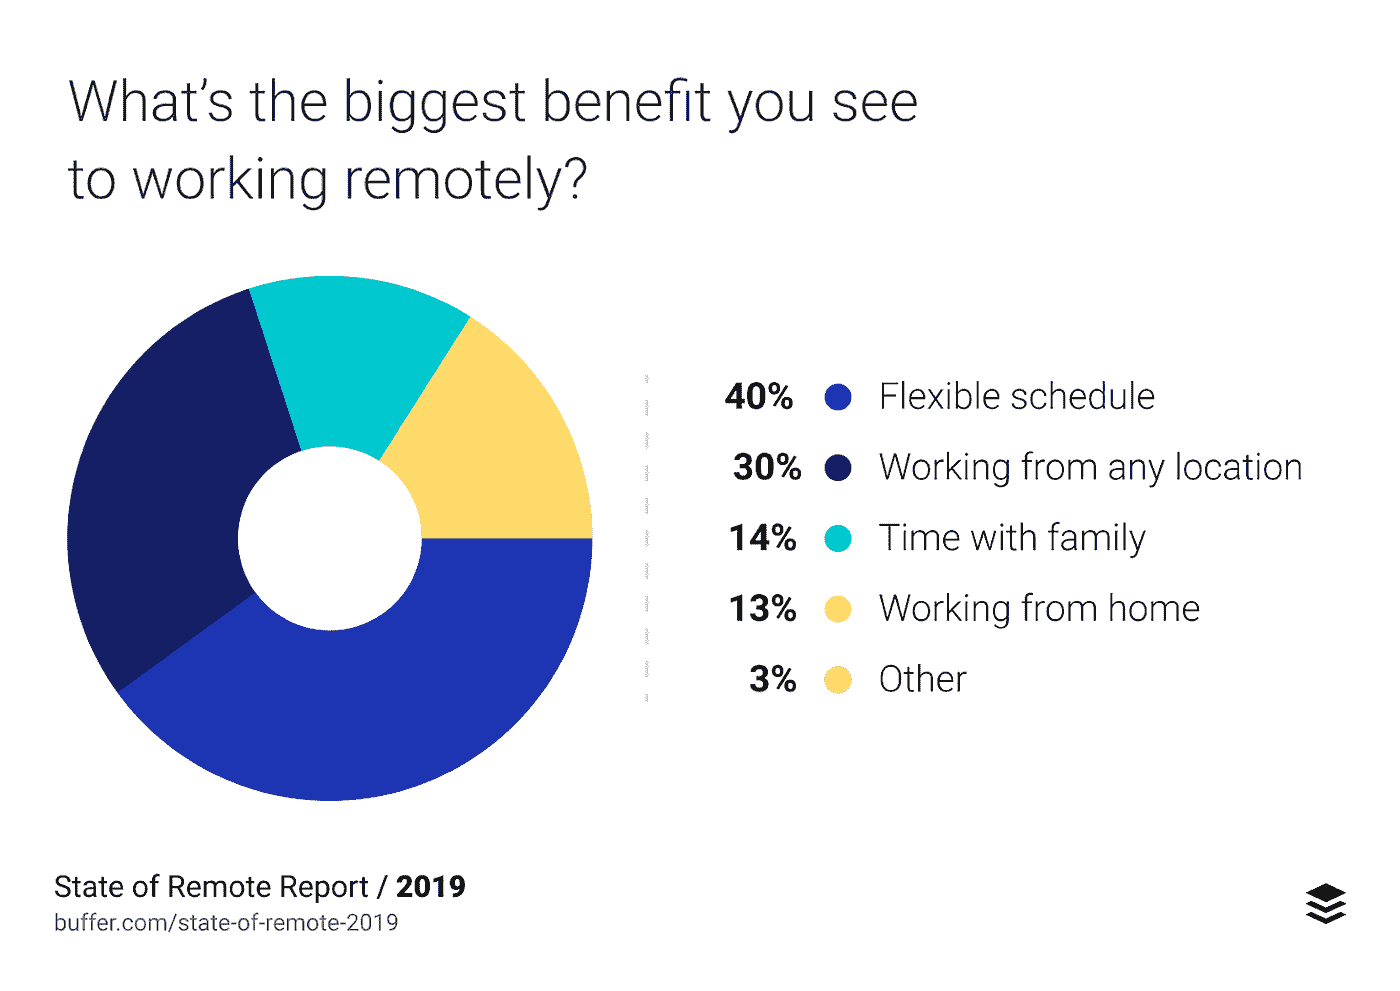 What's the biggest benefit you see
to working remotely?
40% Flexible schedule
30% Working from any location
14% Time with family
13% Working from home
3% Other
State of Remote Report / 2019
buffer.com/state-of-remote-2019